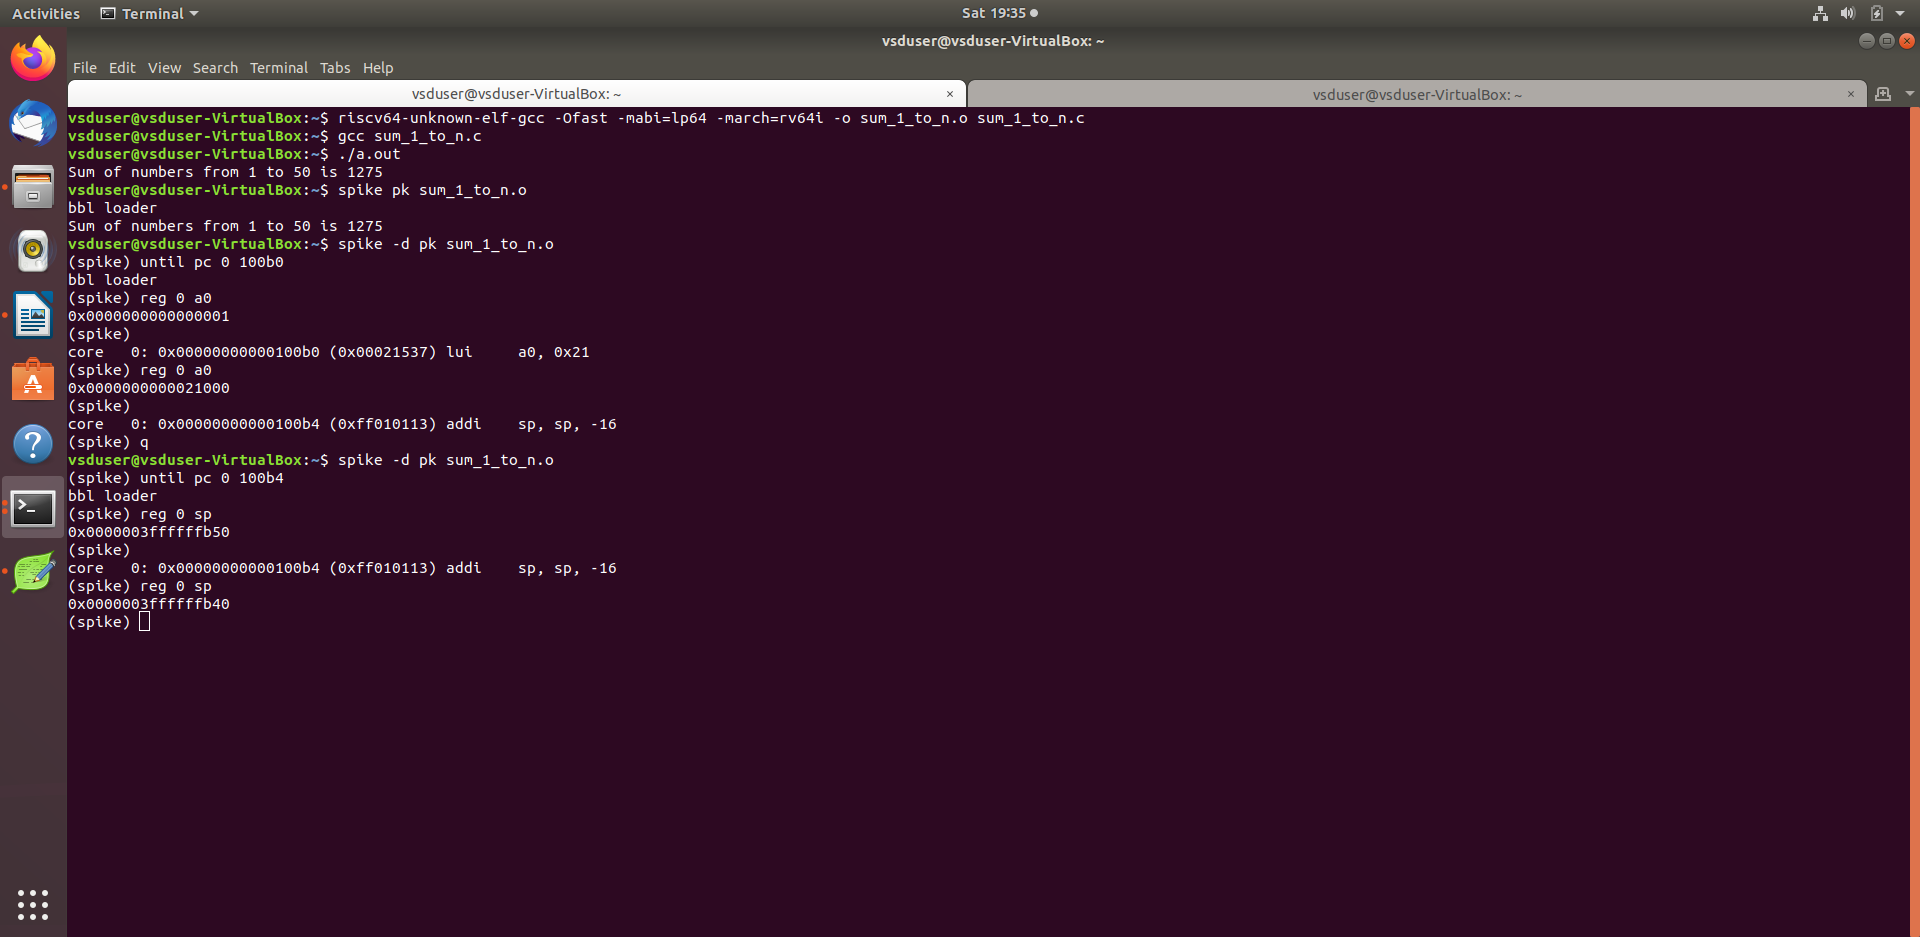 Activities Terminal Sat 19:35
vsduser@vsduser-VirtualBox: ~
File Edit View Search Terminal Tabs Help
vsduser@vsduser-VirtualBox: ~ × vsduser@vsduser-VirtualBox: ~ ×
vsduser@vsduser-VirtualBox:~$ riscv64-unknown-elf-gcc -Ofast -mabi=lp64 -march=rv64i -o sum_1_to_n.o sum_1_to_n.c
vsduser@vsduser-VirtualBox:~$ gcc sum_1_to_n.c
vsduser@vsduser-VirtualBox:~$ ./a.out
Sum of numbers from 1 to 50 is 1275
vsduser@vsduser-VirtualBox:~$ spike pk sum_1_to_n.o
bbl loader
Sum of numbers from 1 to 50 is 1275
vsduser@vsduser-VirtualBox:~$ spike -d pk sum_1_to_n.o
(spike) until pc 0 100b0
bbl loader
(spike) reg 0 a0
0x0000000000000001
(spike)
core   0: 0x00000000000100b0 (0x00021537) lui     a0, 0x21
(spike) reg 0 a0
0x0000000000021000
(spike)
core   0: 0x00000000000100b4 (0xff010113) addi    sp, sp, -16
(spike) q
vsduser@vsduser-VirtualBox:~$ spike -d pk sum_1_to_n.o
(spike) until pc 0 100b4
bbl loader
(spike) reg 0 sp
0x0000003ffffffb50
(spike)
core   0: 0x00000000000100b4 (0xff010113) addi    sp, sp, -16
(spike) reg 0 sp
0x0000003ffffffb40
(spike)